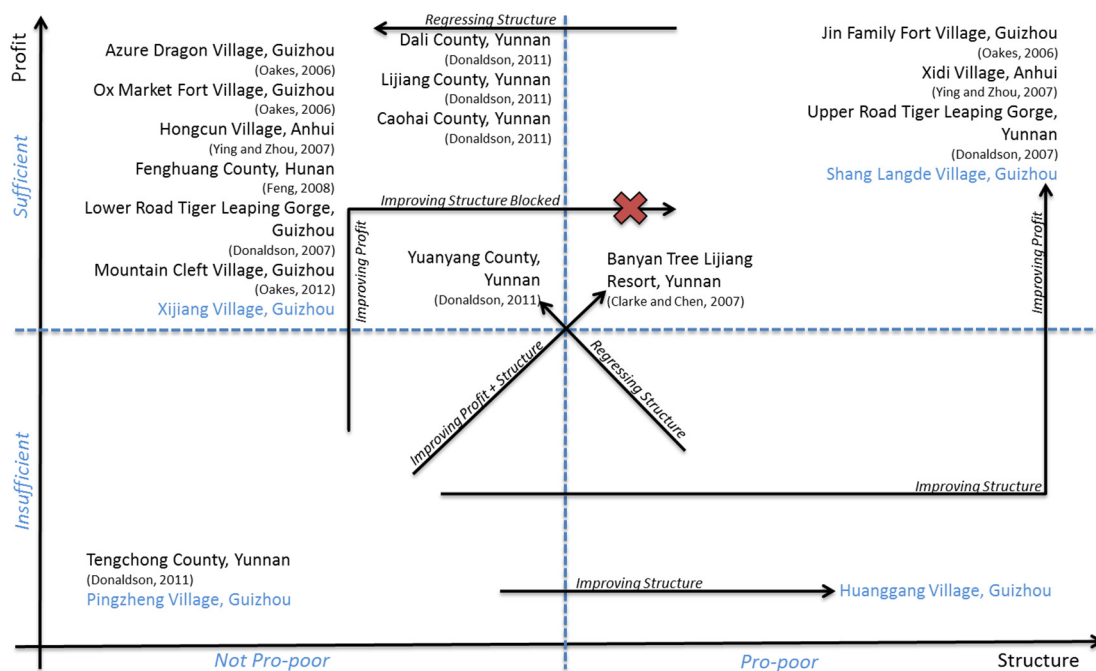 Profit
Sufficient
Insufficient
Regressing Structure
Azure Dragon Village, Guizhou
(Oakes, 2006)
Ox Market Fort Village, Guizhou
(Oakes, 2006)
Hongcun Village, Anhui
(Ying and Zhou, 2007)
Fenghuang County, Hunan
(Feng, 2008)
Lower Road Tiger Leaping Gorge,
Guizhou
(Donaldson, 2007)
Mountain Cleft Village, Guizhou
(Oakes, 2012)
Xijiang Village, Guizhou
Dali County, Yunnan
(Donaldson, 2011)
Lijiang County, Yunnan
(Donaldson, 2011)
Caohai County, Yunnan
(Donaldson, 2011)
Jin Family Fort Village, Guizhou
(Oakes, 2006)
Xidi Village, Anhui
(Ying and Zhou, 2007)
Upper Road Tiger Leaping Gorge,
Yunnan
(Donaldson, 2007)
Shang Langde Village, Guizhou
Improving Structure Blocked
Improving Profit
Yuanyang County,
Yunnan
(Donaldson, 2011)
Banyan Tree Lijiang
Resort, Yunnan
(Clarke and Chen, 2007)
Improving Profit
Improving Profit + Structure
Regressing Structure
Improving Structure
Tengchong County, Yunnan
(Donaldson, 2011)
Pingzheng Village, Guizhou
Improving Structure
Huanggang Village, Guizhou
Not Pro-poor
Pro-poor
Structure